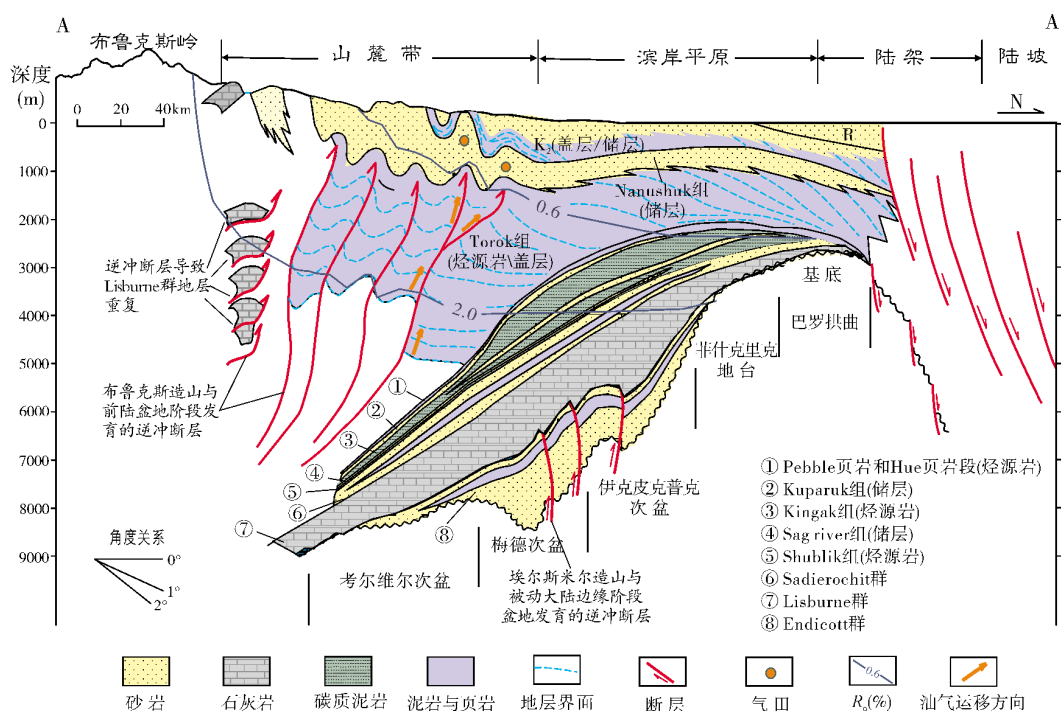 A
A
布鲁克斯岭
山麓带
滨岸平原
陆架
陆坡
深度
(m)
0 20 40km
N
0
1000
2000
3000
4000
5000
6000
7000
8000
9000
K₂(盖层/储层)
R
Nanushuk组
(储层)
0.6
Torok组
(烃源岩\盖层)
2.0
逆冲断层导致
Lisburne群地层
重复
布鲁克斯造山与
前陆盆地阶段发
育的逆冲断层
基底
巴罗拱曲
菲什克里克
地台
伊克皮克普克
次盆
梅德次盆
考尔维尔次盆
埃尔斯米尔造山与
被动大陆边缘阶段
盆地发育的逆冲断层
①
②
③
④
⑤
⑥
⑦
⑧
角度关系
0°
1°
2°
① Pebble页岩和Hue页岩段(烃源岩)
② Kuparuk组(储层)
③ Kingak组(烃源岩)
④ Sag river组(储层)
⑤ Shublik组(烃源岩)
⑥ Sadierochit群
⑦ Lisburne群
⑧ Endicott群
0.6
砂岩
石灰岩
碳质泥岩
泥岩与页岩
地层界面
断层
气田
Rₒ(%)
油气运移方向